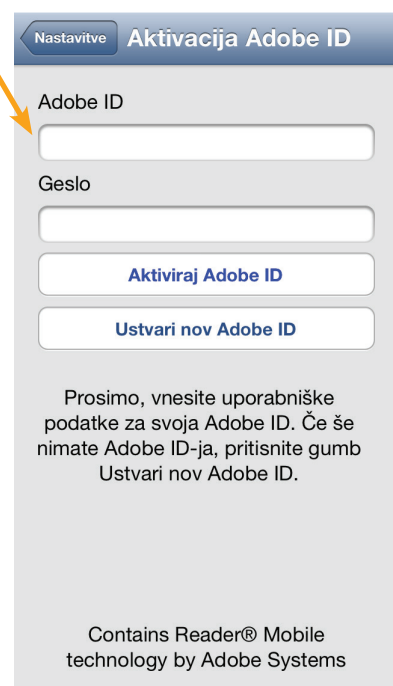 Nastavitve Aktivacija Adobe ID
Adobe ID
Geslo
Aktiviraj Adobe ID
Ustvari nov Adobe ID
Prosimo, vnesite uporabniške
podatke za svoja Adobe ID. Če še
nimate Adobe ID-ja, pritisnite gumb
Ustvari nov Adobe ID.
Contains Reader® Mobile
technology by Adobe Systems